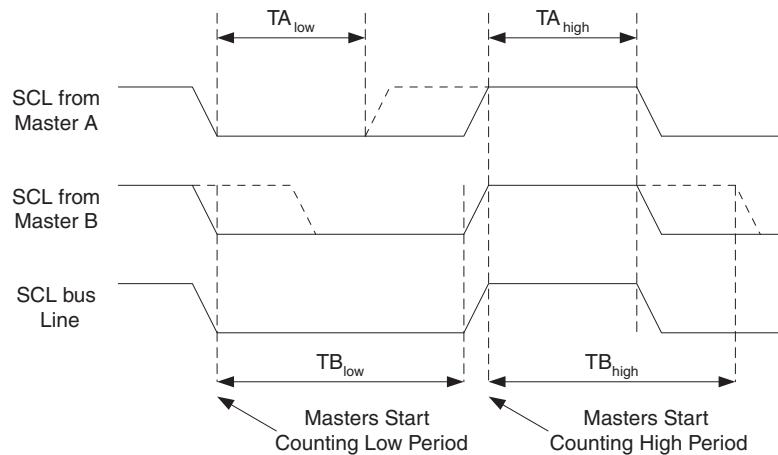 TA low
TA high
SCL from
Master A
SCL from
Master B
SCL bus
Line
TB low
TB high
Masters Start
Counting Low Period
Masters Start
Counting High Period